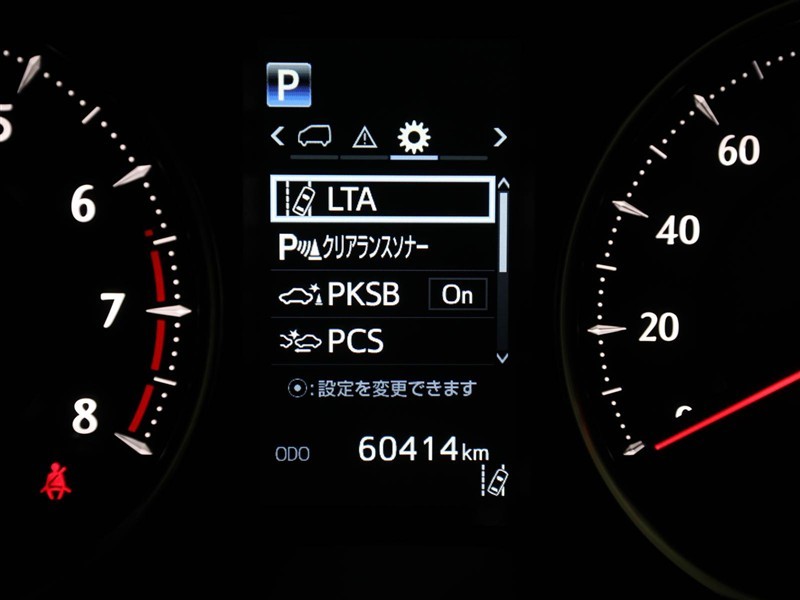 P
5
6
7
8
LTA
Pクリアランスソナー
PKSB On
PCS
:設定を変更できます
ODO 60414km
60
40
20